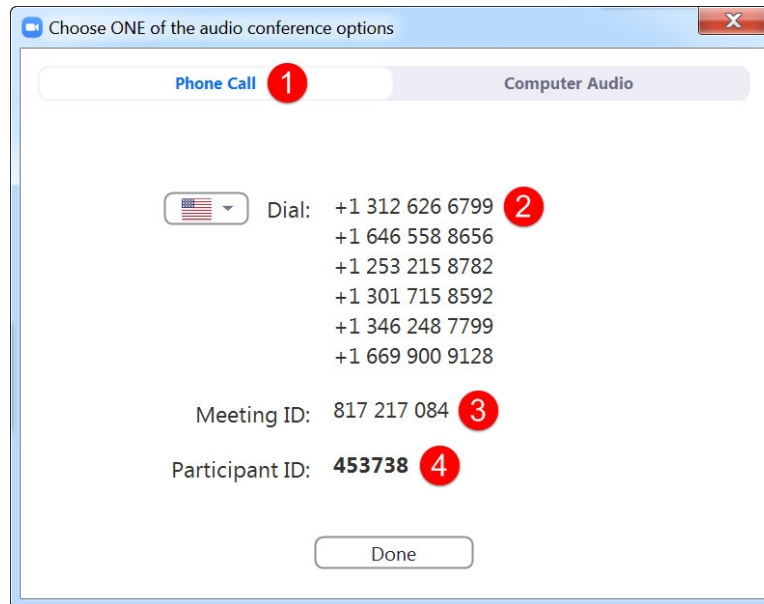 Choose ONE of the audio conference options
X
Phone Call 1 Computer Audio
Dial: +1 312 626 6799 2
+1 646 558 8656
+1 253 215 8782
+1 301 715 8592
+1 346 248 7799
+1 669 900 9128
Meeting ID: 817 217 084 3
Participant ID: 453738 4
Done